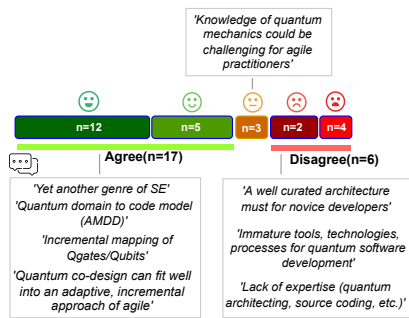 'Knowledge of quantum
mechanics could be
challenging for agile
practitioners'
n=12
n=5
n=3
n=2
n=4
Agree(n=17)
Disagree(n=6)
'Yet another genre of SE'
'Quantum domain to code model
(AMDD)'
'Incremental mapping of
Qgates/Qubits'
'Quantum co-design can fit well
into an adaptive, incremental
approach of agile'
'A well curated architecture
must for novice developers'
'Immature tools, technologies,
processes for quantum software
development'
'Lack of expertise (quantum
architecting, source coding, etc.)'